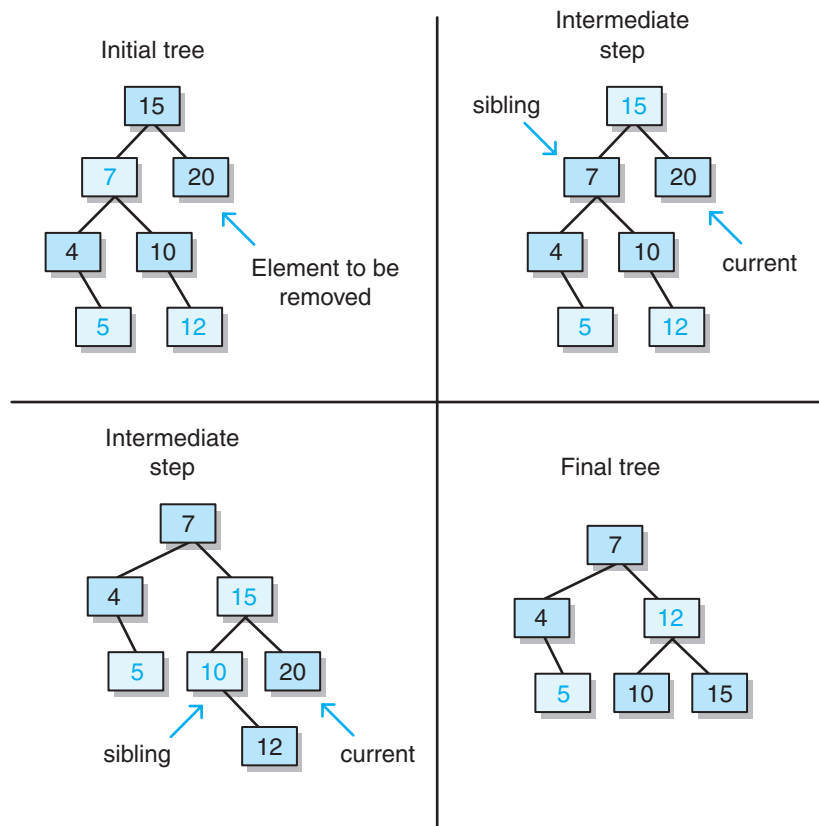 Initial tree
15
7 20
4 10
Element to be
removed
5 12
Intermediate
step
sibling
15
7 20
4 10
current
5 12
Intermediate
step
7
4 15
5 10 20
sibling
12
current
Final tree
7
4 12
5 10 15